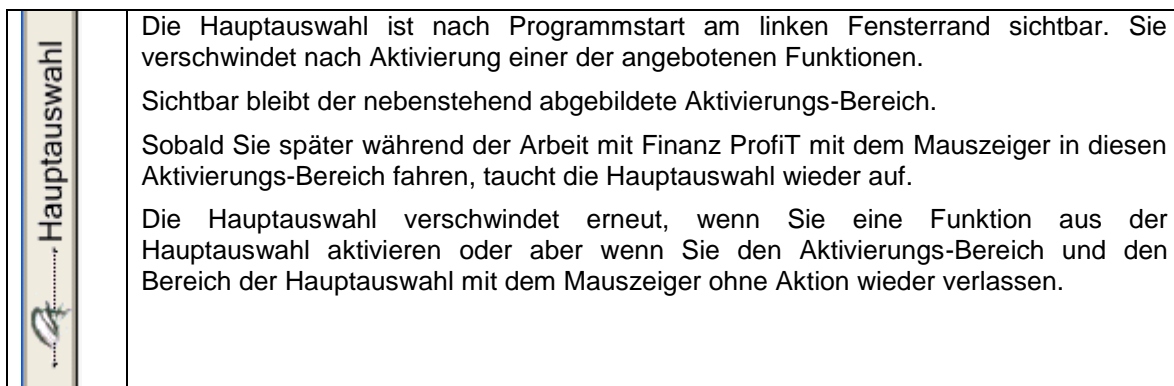 Hauptauswahl
Die Hauptauswahl ist nach Programmstart am linken Fensterrand sichtbar. Sie
verschwindet nach Aktivierung einer der angebotenen Funktionen.
Sichtbar bleibt der nebenstehend abgebildete Aktivierungs-Bereich.
Sobald Sie später während der Arbeit mit Finanz ProfiT mit dem Mauszeiger in diesen
Aktivierungs-Bereich fahren, taucht die Hauptauswahl wieder auf.
Die Hauptauswahl verschwindet erneut, wenn Sie eine Funktion aus der
Hauptauswahl aktivieren oder aber wenn Sie den Aktivierungs-Bereich und den
Bereich der Hauptauswahl mit dem Mauszeiger ohne Aktion wieder verlassen.